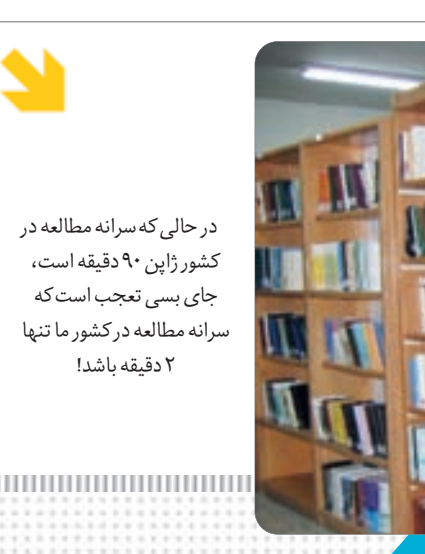 در حالی که سرانه مطالعه در
کشور ژاپن ۹۰ دقیقه است،
جای بسی تعجب است که
سرانه مطالعه در کشور ما تنها
۲ دقیقه باشد!